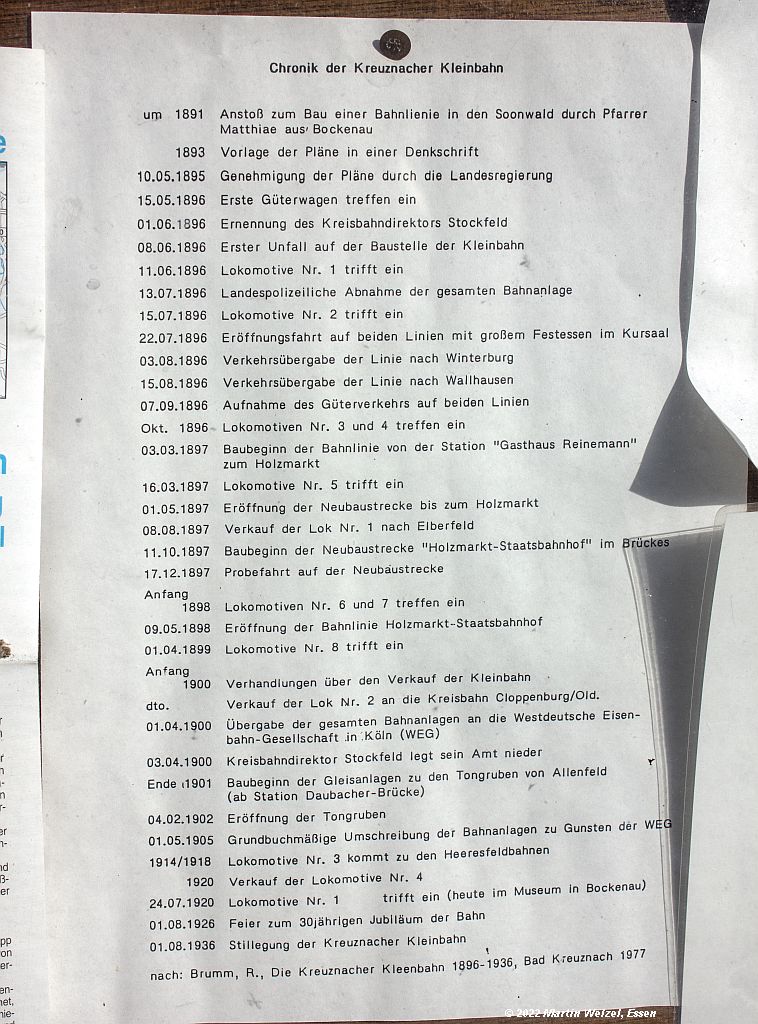 Chronik der Kreuznacher Kleinbahn
um 1891 Anstoß zum Bau einer Bahnlienie in den Soonwald durch Pfarrer
Matthiae aus Bockenau
1893 Vorlage der Pläne in einer Denkschrift
10.05.1895 Genehmigung der Pläne durch die Landesregierung
15.05.1896 Erste Güterwagen treffen ein
01.06.1896 Ernennung des Kreisbahndirektors Stockfeld
08.06.1896 Erster Unfall auf der Baustelle der Kleinbahn
11.06.1896 Lokomotive Nr. 1 trifft ein
13.07.1896 Landespolizeiliche Abnahme der gesamten Bahnanlage
15.07.1896 Lokomotive Nr. 2 trifft ein
22.07.1896 Eröffnungsfahrt auf beiden Linien mit großem Festessen im Kursaal
03.08.1896 Verkehrsübergabe der Linie nach Winterburg
15.08.1896 Verkehrsübergabe der Linie nach Wallhausen
07.09.1896 Aufnahme des Güterverkehrs auf beiden Linien
Okt. 1896 Lokomotiven Nr. 3 und 4 treffen ein
03.03.1897 Baubeginn der Bahnlinie von der Station "Gasthaus Reinemann"
zum Holzmarkt
16.03.1897 Lokomotive Nr. 5 trifft ein
01.05.1897 Eröffnung der Neubaustrecke bis zum Holzmarkt
08.08.1897 Verkauf der Lok Nr. 1 nach Elberfeld
11.10.1897 Baubeginn der Neubaustrecke "Holzmarkt-Staatsbahnhof" im Brückes
17.12.1897 Probefahrt auf der Neubaustrecke
Anfang
1898 Lokomotiven Nr. 6 und 7 treffen ein
09.05.1898 Eröffnung der Bahnlinie Holzmarkt-Staatsbahnhof
01.04.1899 Lokomotive Nr. 8 trifft ein
Anfang
1900 Verhandlungen über den Verkauf der Kleinbahn
dto. Verkauf der Lok Nr. 2 an die Kreisbahn Cloppenburg/Old.
01.04.1900 Übergabe der gesamten Bahnanlagen an die Westdeutsche Eisen-
bahn-Gesellschaft in Köln (WEG)
03.04.1900 Kreisbahndirektor Stockfeld legt sein Amt nieder
Ende 1901 Baubeginn der Gleisanlagen zu den Tongruben von Allenfeld
(ab Station Daubacher-Brücke)
04.02.1902 Eröffnung der Tongruben
01.05.1905 Grundbuchmäßige Umschreibung der Bahnanlagen zu Gunsten der WEG
1914/1918 Lokomotive Nr. 3 kommt zu den Heeresfeldbahnen
1920 Verkauf der Lokomotive Nr. 4
24.07.1920 Lokomotive Nr. 1 trifft ein (heute im Museum in Bockenau)
01.08.1926 Feier zum 30jährigen Jubiläum der Bahn
01.08.1936 Stillegung der Kreuznacher Kleinbahn
nach: Brumm, R., Die Kreuznacher Kleenbahn 1896-1936, Bad Kreuznach 1977
© 2022 Martin Welzel, Essen